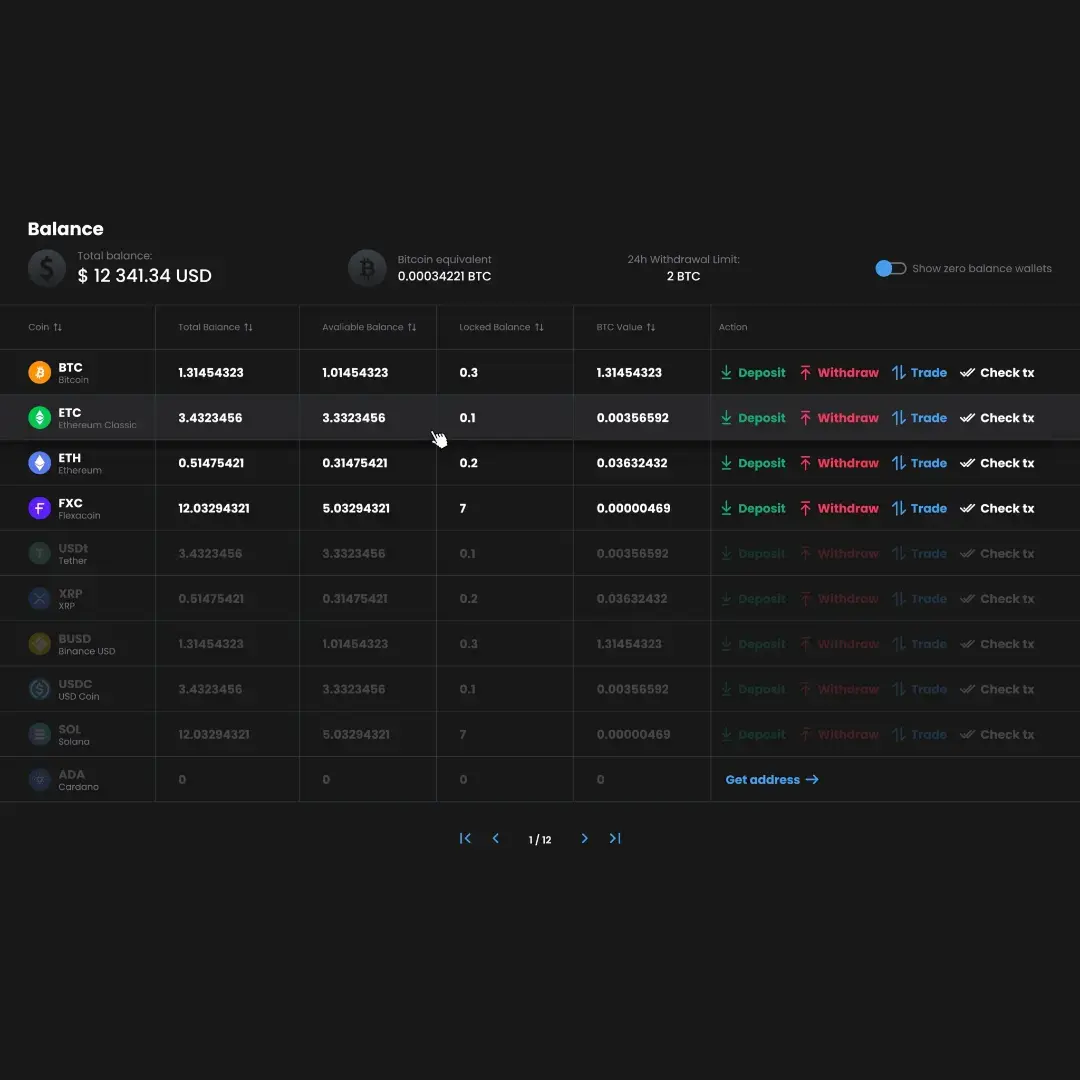 Balance
Total balance:
$ 12 341.34 USD
Bitcoin equivalent
0.00034221 BTC
24h Withdrawal Limit:
2 BTC
Show zero balance wallets
Coin Total Balance Avaliable Balance Locked Balance BTC Value Action
BTC
Bitcoin
1.31454323 1.01454323 0.3 1.31454323 Deposit Withdraw Trade Check tx
ETC
Ethereum Classic
3.4323456 3.3323456 0.1 0.00356592 Deposit Withdraw Trade Check tx
ETH
Ethereum
0.51475421 0.31475421 0.2 0.03632432 Deposit Withdraw Trade Check tx
FXC
Flexacoin
12.03294321 5.03294321 7 0.00000469 Deposit Withdraw Trade Check tx
USDt
Tether
3.4323456 3.3323456 0.1 0.00356592 Deposit Withdraw Trade Check tx
XRP
XRP
0.51475421 0.31475421 0.2 0.03632432 Deposit Withdraw Trade Check tx
BUSD
Binance USD
1.31454323 1.01454323 0.3 1.31454323 Deposit Withdraw Trade Check tx
USDC
USD Coin
3.4323456 3.3323456 0.1 0.00356592 Deposit Withdraw Trade Check tx
SOL
Solana
12.03294321 5.03294321 7 0.00000469 Deposit Withdraw Trade Check tx
ADA
Cardano
0 0 0 0 Get address
1 / 12